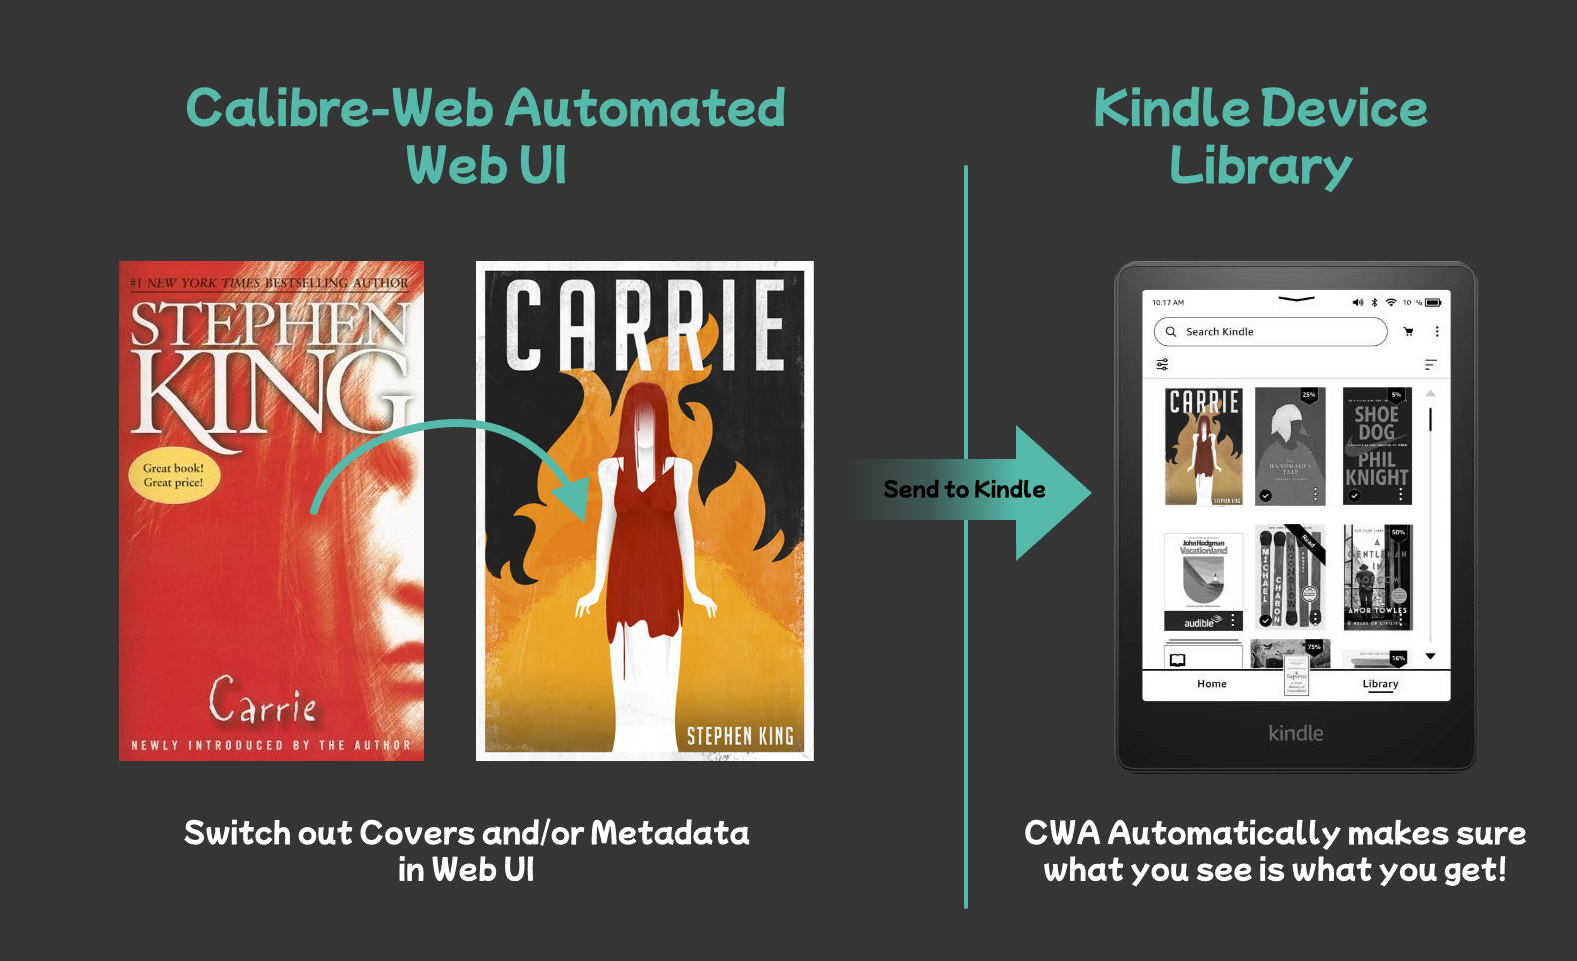 Calibre-Web Automated
Web UI
Kindle Device
Library
#1 NEW YORK TIMES BESTSELLING AUTHOR
STEPHEN
KING
Great book!
Great price!
Carrie
NEWLY INTRODUCED BY THE AUTHOR
CARRIE
STEPHEN KING
Send to Kindle
10:17 AM
Search Kindle
CARRIE
STEPHEN KING
25%
THE
HANDMAID'S
TALE
5%
SHOE
DOG
PHIL
KNIGHT
John Hodgman
Vacationland
audible
Read
MICHAEL
CHABON
MOONGLOW
50%
A
GENTLEMAN
IN
MOSCOW
AMOR TOWLES
75%
16%
Home
Sapiens
Library
kindle
Switch out Covers and/or Metadata
in Web UI
CWA Automatically makes sure
what you see is what you get!